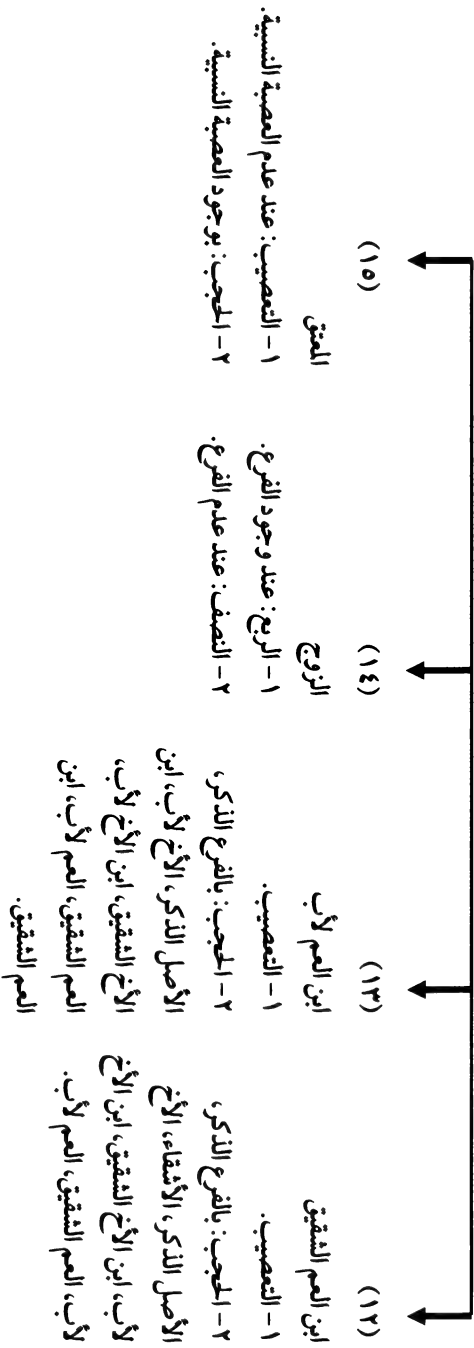 (١٢)
ابن العم الشقيق
١ - التعصيب.
٢ - الحجب: بالفرع الذكر،
الأصل الذكر، الأشقاء، الأخ
لأب، ابن الأخ الشقيق، ابن الأخ
لأب، العم الشقيق، العم لأب.
(١٣)
ابن العم لأب
١ - التعصيب.
٢ - الحجب: بالفرع الذكر،
الأصل الذكر، الأخ لأب، ابن
الأخ الشقيق، ابن الأخ لأب،
العم الشقيق، العم لأب، ابن
العم الشقيق.
(١٤)
الزوج
١ - الربع: عند وجود الفرع.
٢ - النصف: عند عدم الفرع.
(١٥)
المعتق
١ - التعصيب: عند عدم العصبة النسبية.
٢ - الحجب: بوجود العصبة النسبية.